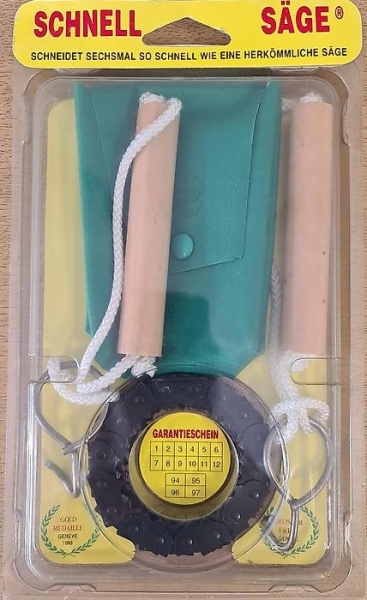 SCHNELL SÄGE ®
SCHNEIDET SECHSMAL SO SCHNELL WIE EINE HERKÖMMLICHE SÄGE
GARANTIESCHEIN
1 2 3 4 5 6
7 8 9 10 11 12
94 95
96 97
GOLD
MEDAILLE
GENEVE